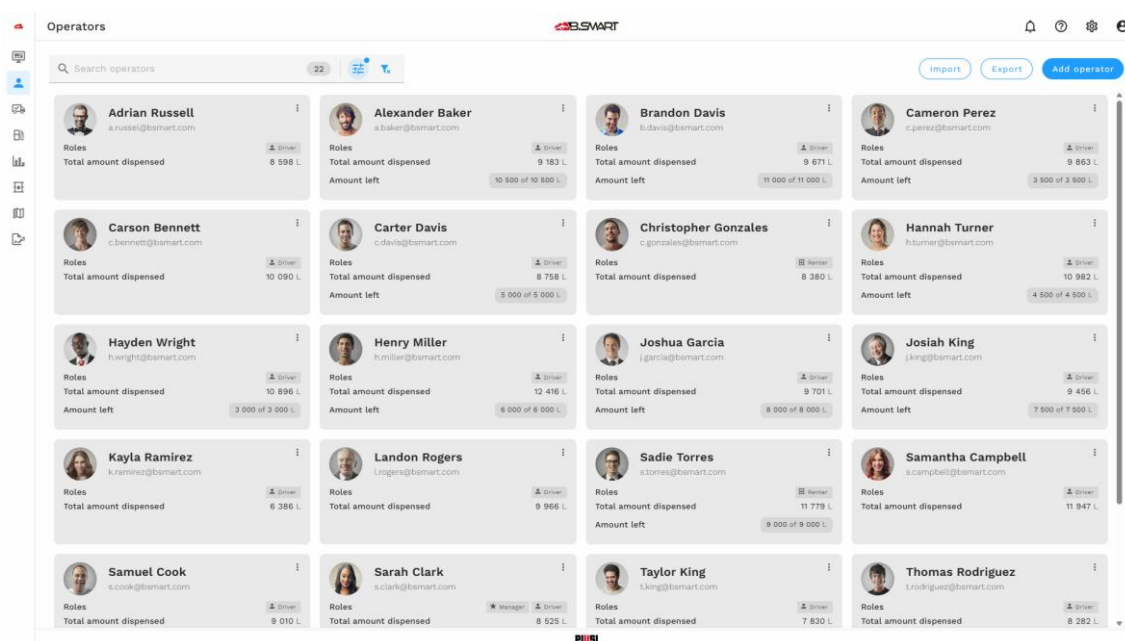 Operators
B.SMART
Search operators
22
Import
Export
Add operator
Adrian Russell
a.russel@bsmart.com
Roles
Driver
Total amount dispensed
8 598 L
Alexander Baker
a.baker@bsmart.com
Roles
Driver
Total amount dispensed
9 183 L
Amount left
10 500 of 10 500 L
Brandon Davis
b.davis@bsmart.com
Roles
Driver
Total amount dispensed
9 671 L
Amount left
11 000 of 11 000 L
Cameron Perez
c.perez@bsmart.com
Roles
Driver
Total amount dispensed
9 863 L
Amount left
3 500 of 3 500 L
Carson Bennett
c.bennett@bsmart.com
Roles
Driver
Total amount dispensed
10 090 L
Carter Davis
c.davis@bsmart.com
Roles
Driver
Total amount dispensed
8 758 L
Amount left
5 000 of 5 000 L
Christopher Gonzales
c.gonzales@bsmart.com
Roles
Renter
Total amount dispensed
8 380 L
Hannah Turner
h.turner@bsmart.com
Roles
Driver
Total amount dispensed
10 982 L
Amount left
4 500 of 4 500 L
Hayden Wright
h.wright@bsmart.com
Roles
Driver
Total amount dispensed
10 896 L
Amount left
3 000 of 3 000 L
Henry Miller
h.miller@bsmart.com
Roles
Driver
Total amount dispensed
12 416 L
Amount left
6 000 of 6 000 L
Joshua Garcia
j.garcia@bsmart.com
Roles
Driver
Total amount dispensed
9 701 L
Amount left
8 000 of 8 000 L
Josiah King
j.king@bsmart.com
Roles
Driver
Total amount dispensed
9 456 L
Amount left
7 500 of 7 500 L
Kayla Ramirez
k.ramirez@bsmart.com
Roles
Driver
Total amount dispensed
6 386 L
Landon Rogers
l.rogers@bsmart.com
Roles
Driver
Total amount dispensed
9 966 L
Sadie Torres
s.torres@bsmart.com
Roles
Renter
Total amount dispensed
11 779 L
Amount left
9 000 of 9 000 L
Samantha Campbell
s.campbell@bsmart.com
Roles
Driver
Total amount dispensed
11 947 L
Samuel Cook
s.cook@bsmart.com
Roles
Driver
Total amount dispensed
9 010 L
Sarah Clark
s.clark@bsmart.com
Roles
Manager Driver
Total amount dispensed
8 525 L
Taylor King
t.king@bsmart.com
Roles
Driver
Total amount dispensed
7 830 L
Thomas Rodriguez
t.rodriguez@bsmart.com
Roles
Driver
Total amount dispensed
8 282 L
PIUSI